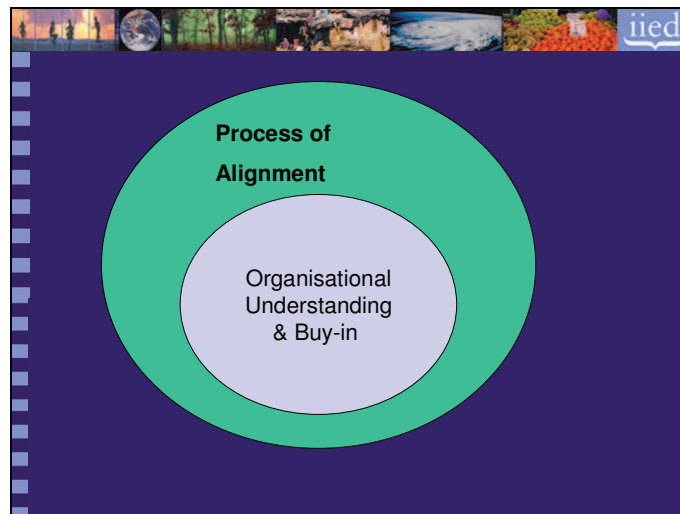 iied
Process of
Alignment
Organisational
Understanding
& Buy-in